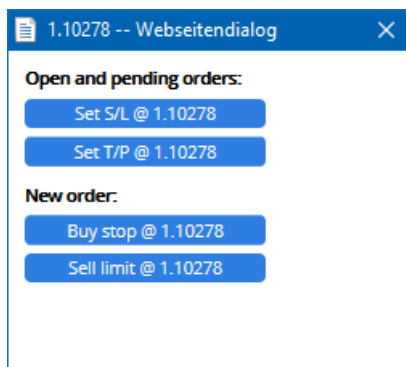 1.10278 -- Webseitendialog
Open and pending orders:
Set S/L @ 1.10278
Set T/P @ 1.10278
New order:
Buy stop @ 1.10278
Sell limit @ 1.10278